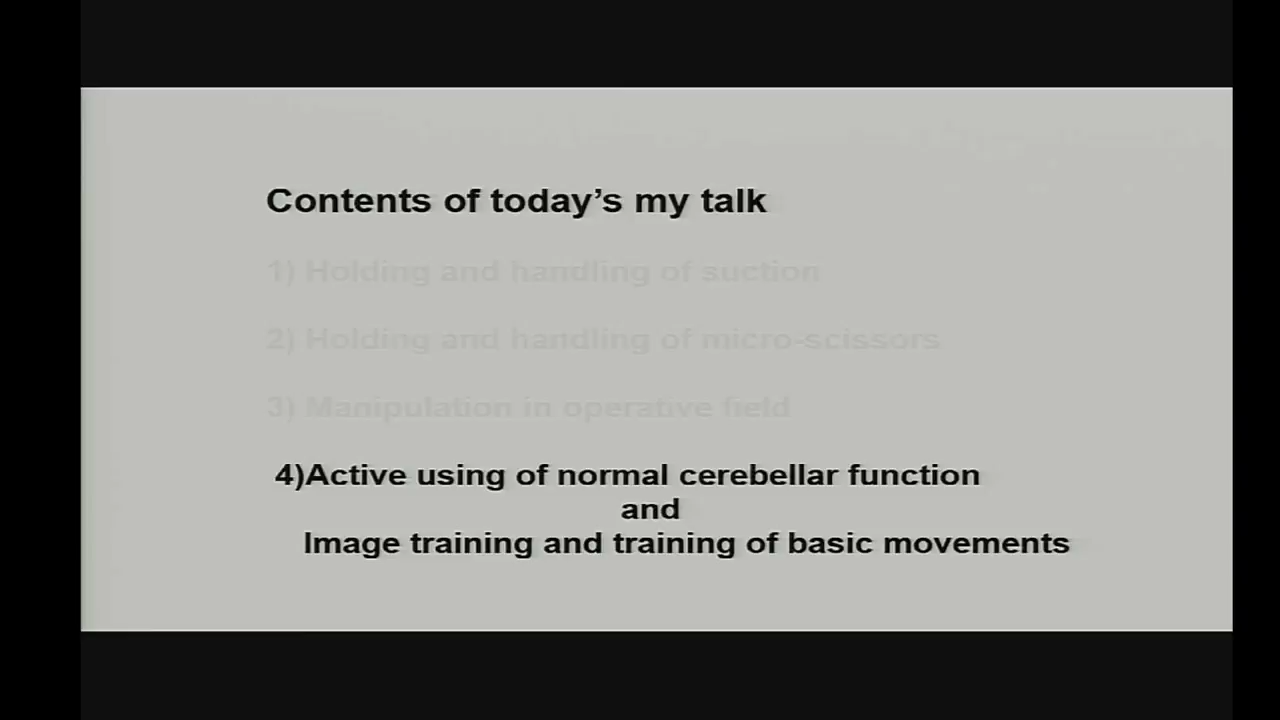 Contents of today’s my talk
1) Holding and handling of suction
2) Holding and handling of micro-scissors
3) Manipulation in operative field
4)Active using of normal cerebellar function
and
Image training and training of basic movements